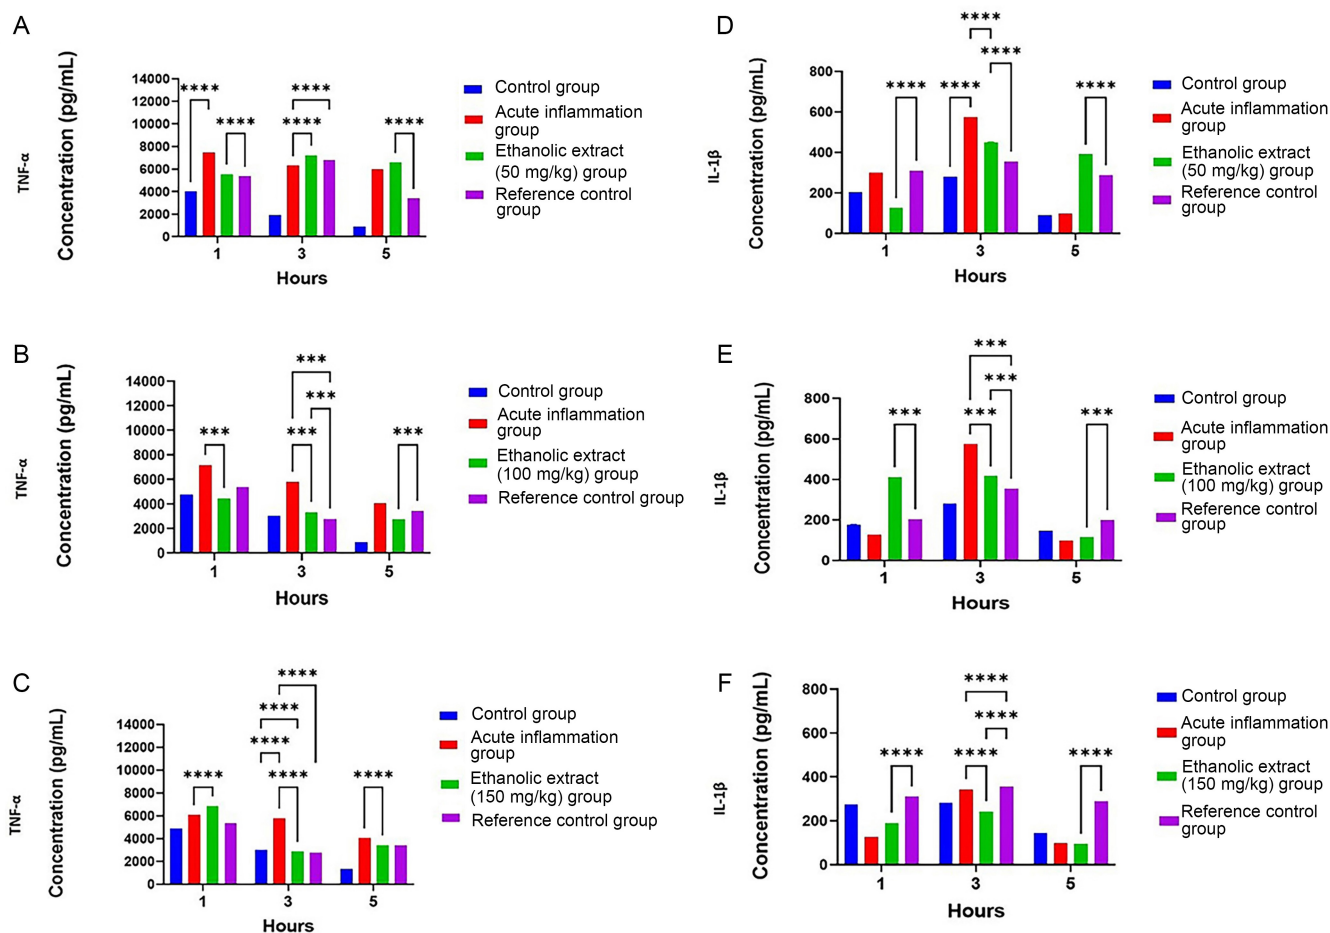 A
TNF-α
Concentration (pg/mL)
14000
12000
10000
8000
6000
4000
2000
0
****
****
****
****
****
1
3
5
Hours
Control group
Acute inflammation
group
Ethanolic extract
(50 mg/kg) group
Reference control
group
D
IL-1β
Concentration (pg/mL)
800
600
400
200
0
****
****
****
****
****
1
3
5
Hours
Control group
Acute inflammation
group
Ethanolic extract
(50 mg/kg) group
Reference control
group
B
TNF-α
Concentration (pg/mL)
14000
12000
10000
8000
6000
4000
2000
0
***
***
***
***
***
1
3
5
Hours
Control group
Acute inflammation
group
Ethanolic extract
(100 mg/kg) group
Reference control group
E
IL-1β
Concentration (pg/mL)
800
600
400
200
0
***
***
***
***
***
1
3
5
Hours
Control group
Acute inflammation
group
Ethanolic extract
(100 mg/kg) group
Reference control
group
C
TNF-α
Concentration (pg/mL)
14000
12000
10000
8000
6000
4000
2000
0
****
****
****
****
****
****
1
3
5
Hours
Control group
Acute inflammation
group
Ethanolic extract
(150 mg/kg) group
Reference control group
F
IL-1β
Concentration (pg/mL)
800
600
400
200
0
****
****
****
****
****
1
3
5
Hours
Control group
Acute inflammation
group
Ethanolic extract
(150 mg/kg) group
Reference control
group